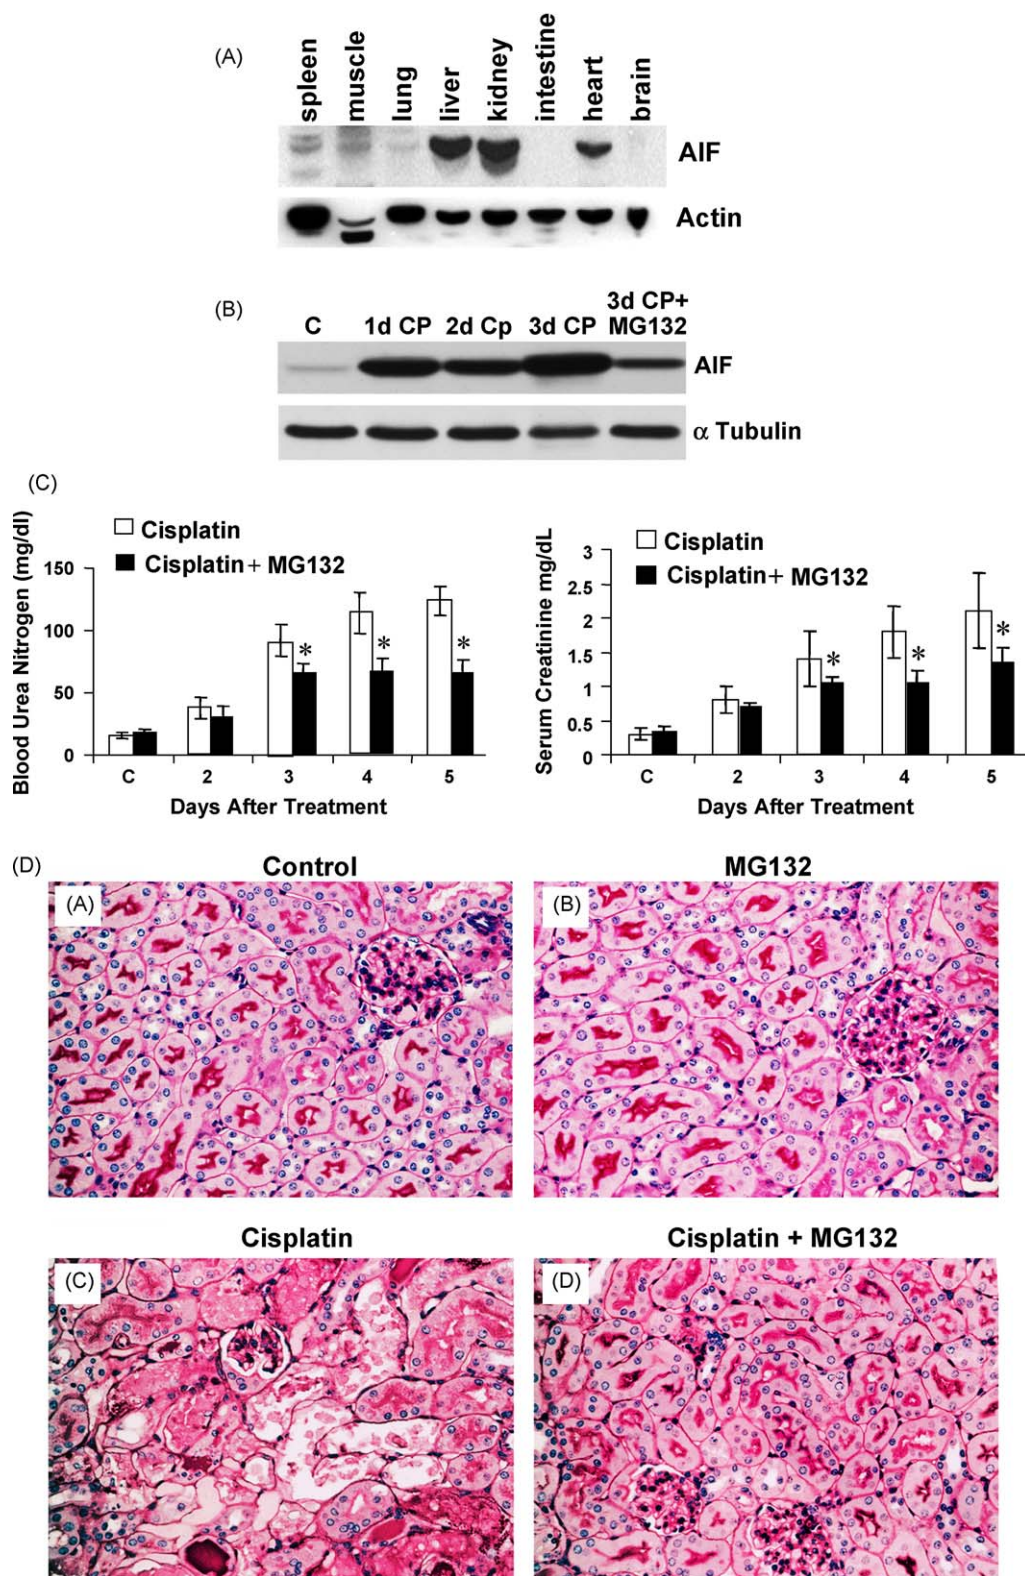 (A)
spleen muscle lung liver kidney intestine heart brain
AIF
Actin
(B)
C 1d CP 2d Cp 3d CP 3d CP+
MG132
AIF
α Tubulin
(C)
Blood Urea Nitrogen (mg/dl)
Cisplatin
Cisplatin + MG132
150
100
50
0
* * *
C 2 3 4 5
Days After Treatment
Serum Creatinine mg/dL
Cisplatin
Cisplatin + MG132
3
2.5
2
1.5
1
0.5
0
* * *
C 2 3 4 5
Days After Treatment
(D)
Control
(A)
MG132
(B)
Cisplatin
(C)
Cisplatin + MG132
(D)